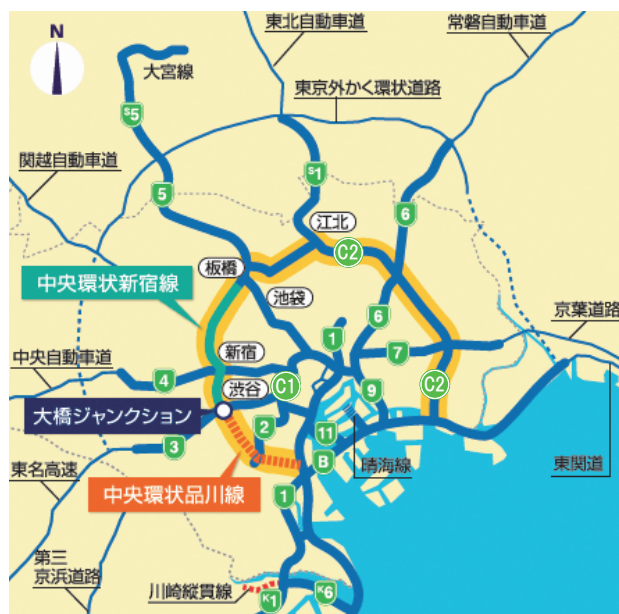 東北自動車道
常磐自動車道
N
大宮線
東京外かく環状道路
S5
関越自動車道
S1
5
6
江北
C2
板橋
中央環状新宿線
池袋
6
京葉道路
1
7
新宿
中央自動車道
4
C1
9
C2
渋谷
大橋ジャンクション
2
11
3
B
晴海線
東関道
東名高速
中央環状品川線
1
第三
京浜道路
川崎縦貫線
K1
K6